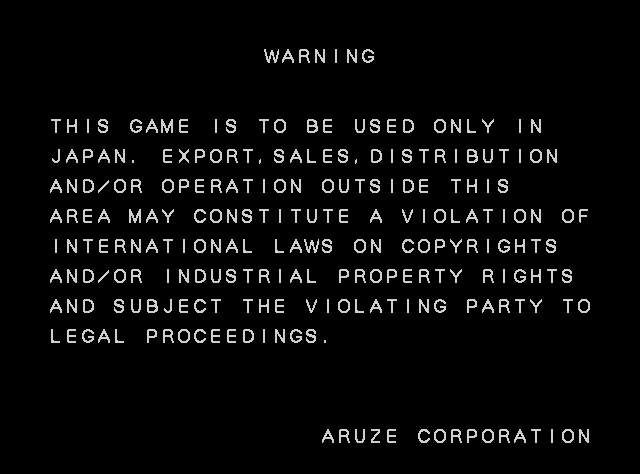 WARNING
THIS GAME IS TO BE USED ONLY IN
JAPAN. EXPORT,SALES,DISTRIBUTION
AND/OR OPERATION OUTSIDE THIS
AREA MAY CONSTITUTE A VIOLATION OF
INTERNATIONAL LAWS ON COPYRIGHTS
AND/OR INDUSTRIAL PROPERTY RIGHTS
AND SUBJECT THE VIOLATING PARTY TO
LEGAL PROCEEDINGS.
ARUZE CORPORATION